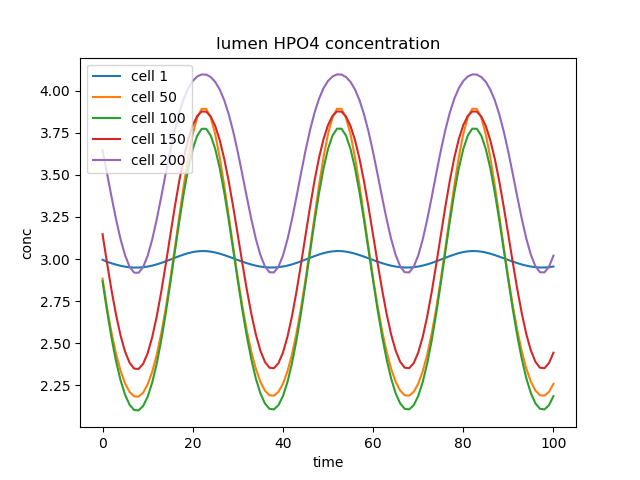 lumen HPO4 concentration
cell 1
cell 50
cell 100
cell 150
cell 200
conc
4.00
3.75
3.50
3.25
3.00
2.75
2.50
2.25
0 20 40 60 80 100
time